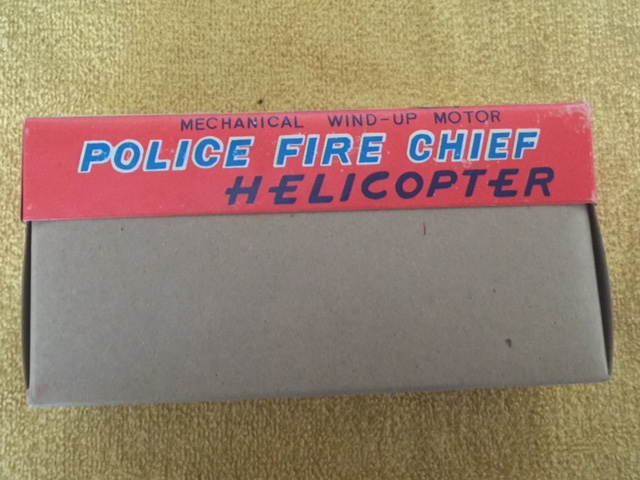 MECHANICAL WIND-UP MOTOR
POLICE FIRE CHIEF
HELICOPTER